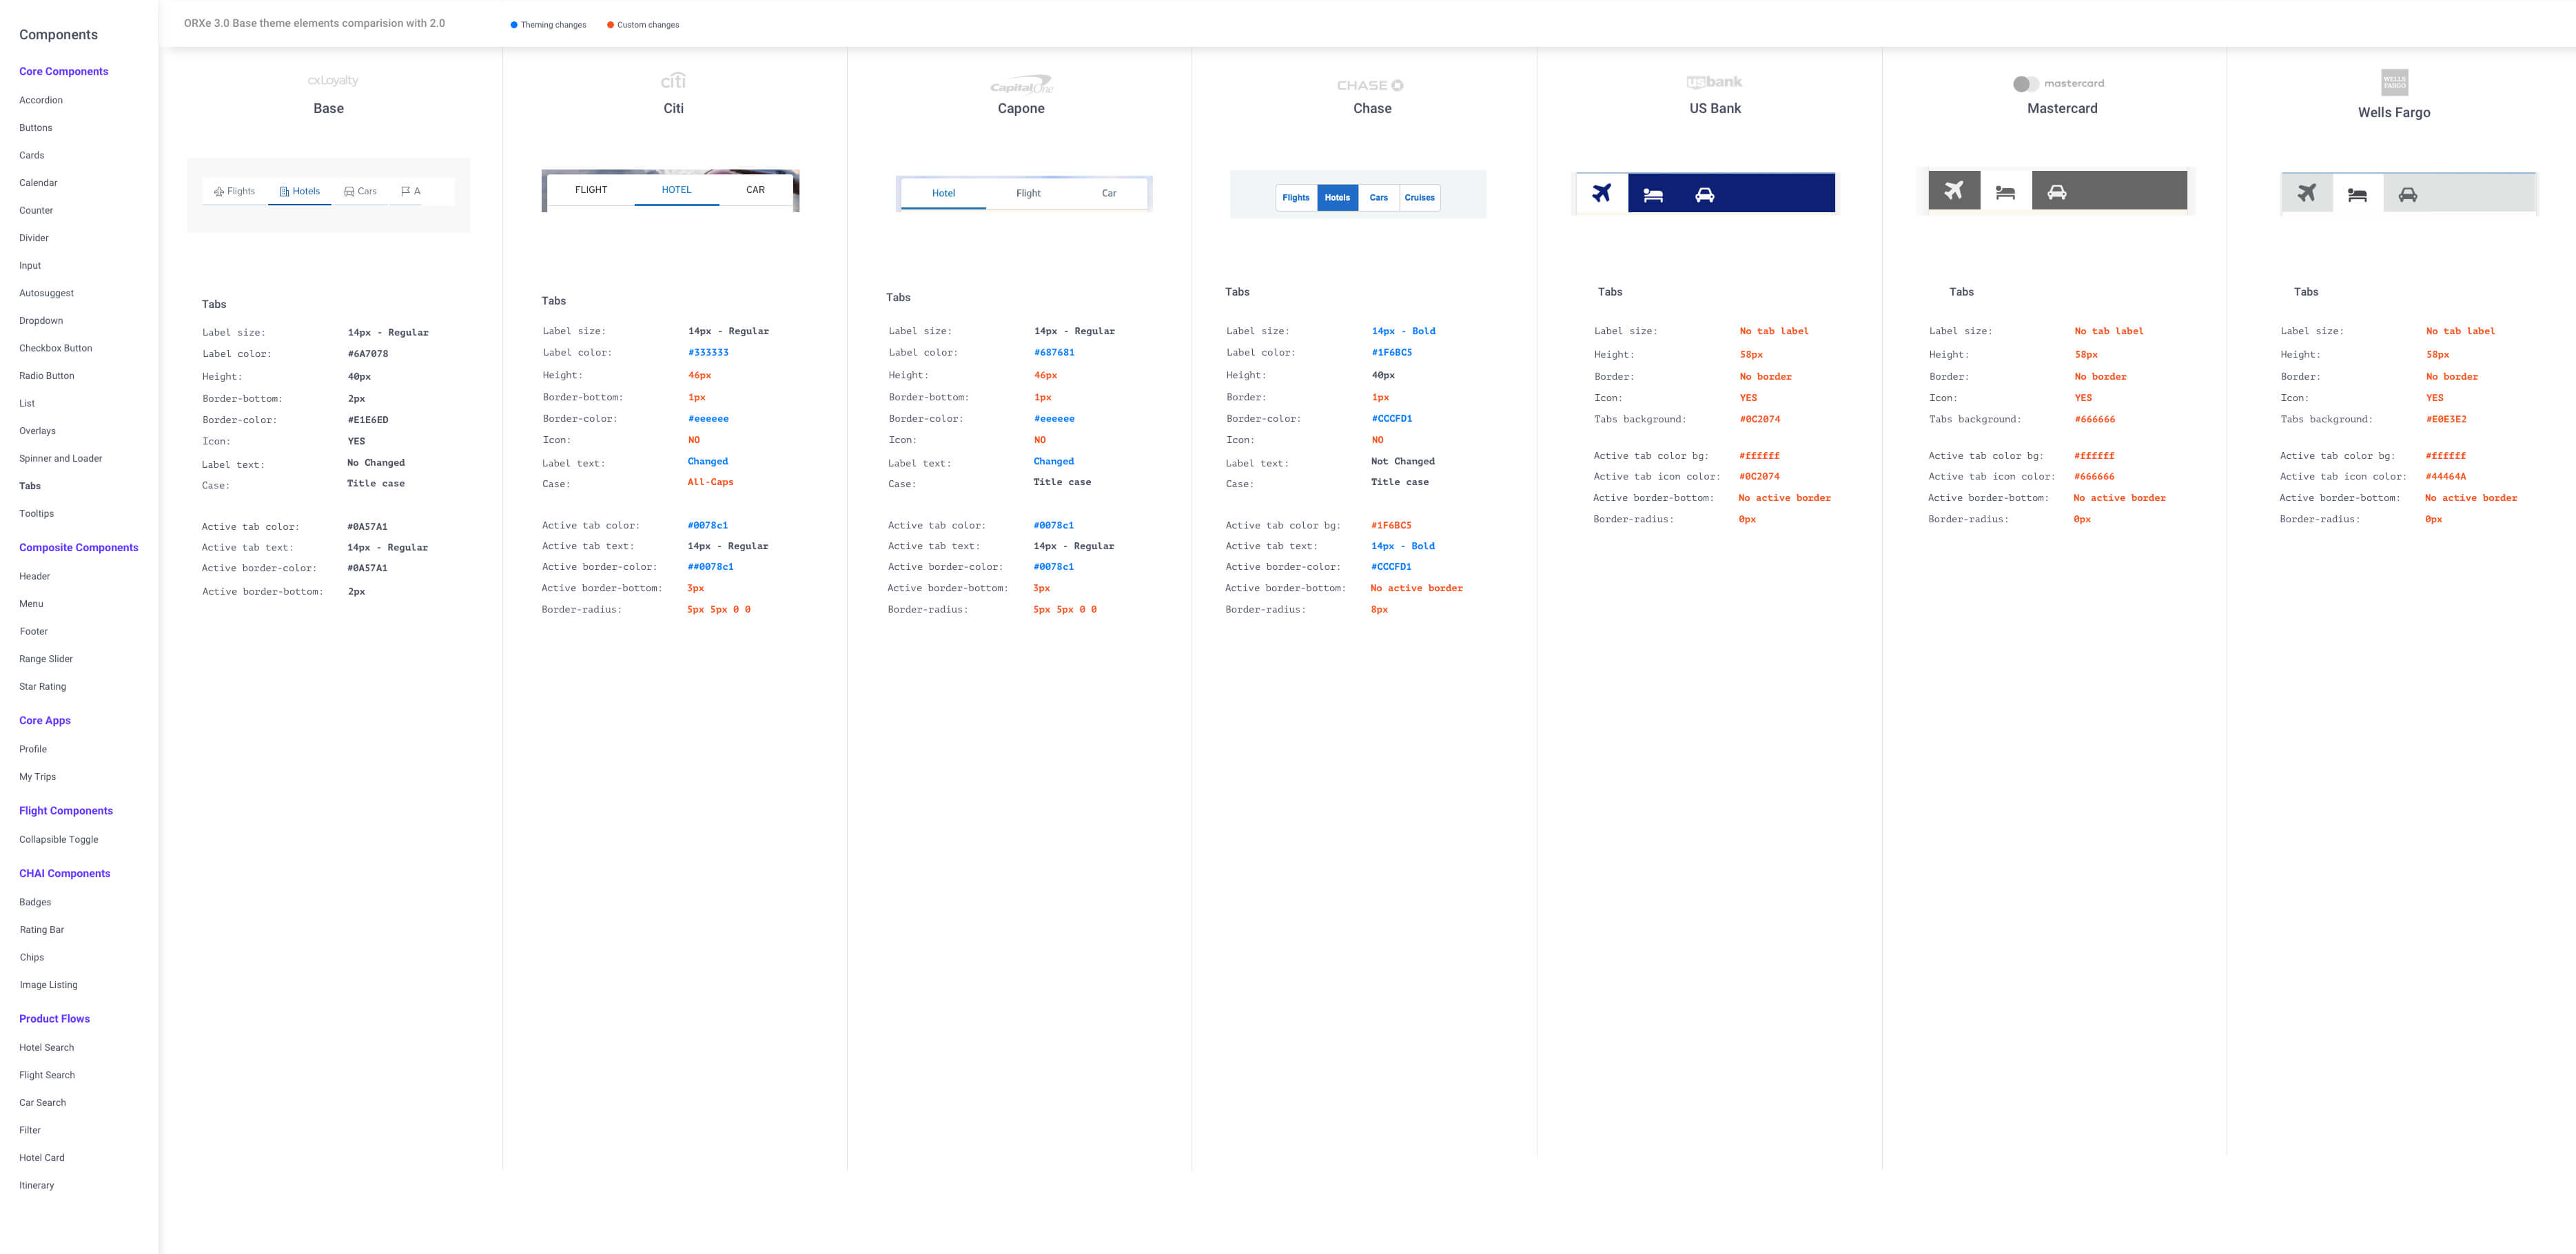 Components
Core Components
Accordion
Buttons
Cards
Calendar
Counter
Divider
Input
Autosuggest
Dropdown
Checkbox Button
Radio Button
List
Overlays
Spinner and Loader
Tabs
Tooltips
Composite Components
Header
Menu
Footer
Range Slider
Star Rating
Core Apps
Profile
My Trips
Flight Components
Collapsible Toggle
CHAI Components
Badges
Rating Bar
Chips
Image Listing
Product Flows
Hotel Search
Flight Search
Car Search
Filter
Hotel Card
Itinerary
ORXe 3.0 Base theme elements comparision with 2.0
Theming changes
Custom changes
cxLoyalty
Base
Flights Hotels Cars A
Tabs
Label size: 14px - Regular
Label color: #6A7078
Height: 40px
Border-bottom: 2px
Border-color: #E1E6ED
Icon: YES
Label text: No Changed
Case: Title case
Active tab color: #0A57A1
Active tab text: 14px - Regular
Active border-color: #0A57A1
Active border-bottom: 2px
citi
Citi
FLIGHT HOTEL CAR
Tabs
Label size: 14px - Regular
Label color: #333333
Height: 46px
Border-bottom: 1px
Border-color: #eeeeee
Icon: NO
Label text: Changed
Case: All-Caps
Active tab color: #0078c1
Active tab text: 14px - Regular
Active border-color: ##0078c1
Active border-bottom: 3px
Border-radius: 5px 5px 0 0
Capital One
Capone
Hotel Flight Car
Tabs
Label size: 14px - Regular
Label color: #687681
Height: 46px
Border-bottom: 1px
Border-color: #eeeeee
Icon: NO
Label text: Changed
Case: Title case
Active tab color: #0078c1
Active tab text: 14px - Regular
Active border-color: #0078c1
Active border-bottom: 3px
Border-radius: 5px 5px 0 0
CHASE
Chase
Flights Hotels Cars Cruises
Tabs
Label size: 14px - Bold
Label color: #1F6BC5
Height: 40px
Border: 1px
Border-color: #CCCFD1
Icon: NO
Label text: Not Changed
Case: Title case
Active tab color bg: #1F6BC5
Active tab text: 14px - Bold
Active border-color: #CCCFD1
Active border-bottom: No active border
Border-radius: 8px
usbank
US Bank
Tabs
Label size: No tab label
Height: 58px
Border: No border
Icon: YES
Tabs background: #0C2074
Active tab color bg: #ffffff
Active tab icon color: #0C2074
Active border-bottom: No active border
Border-radius: 0px
mastercard
Mastercard
Tabs
Label size: No tab label
Height: 58px
Border: No border
Icon: YES
Tabs background: #666666
Active tab color bg: #ffffff
Active tab icon color: #666666
Active border-bottom: No active border
Border-radius: 0px
WELLS
FARGO
Wells Fargo
Tabs
Label size: No tab label
Height: 58px
Border: No border
Icon: YES
Tabs background: #E0E3E2
Active tab color bg: #ffffff
Active tab icon color: #44464A
Active border-bottom: No active border
Border-radius: 0px